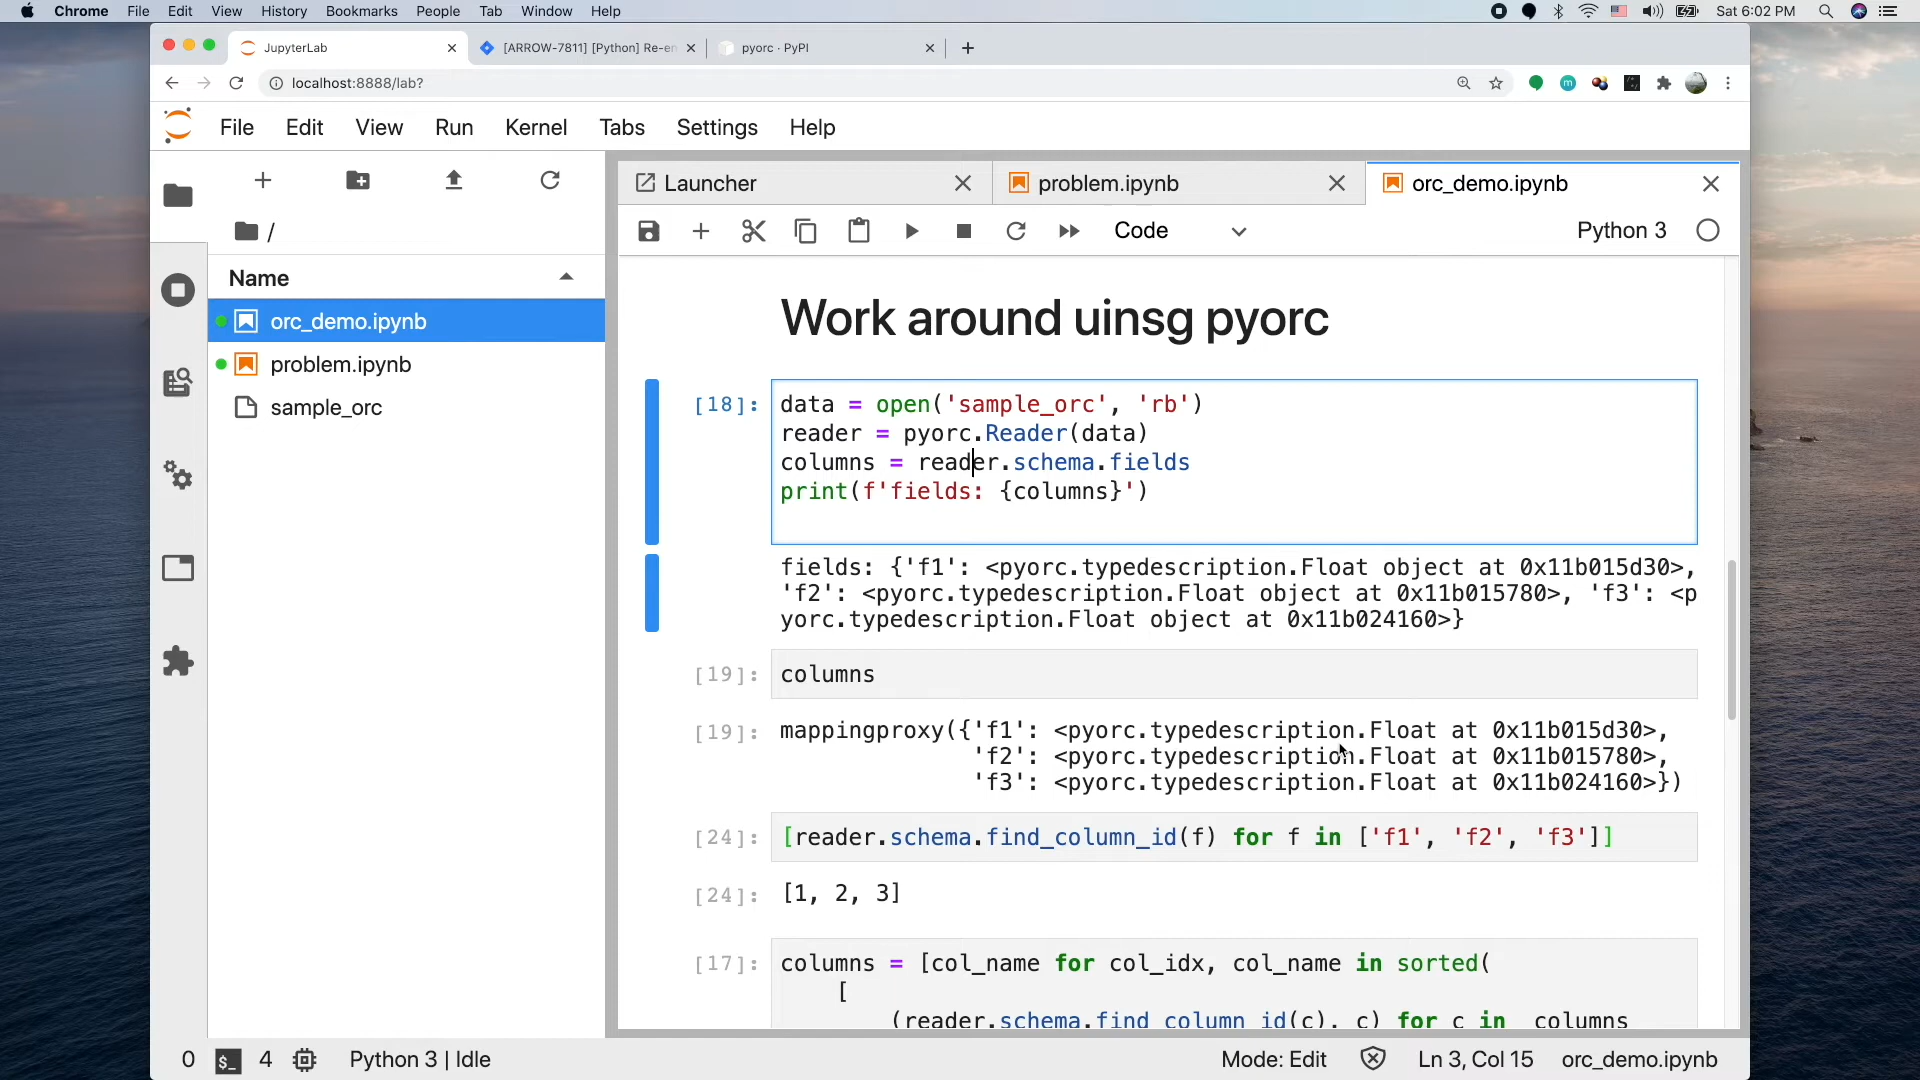 Chrome File Edit View History Bookmarks People Tab Window Help Sat 6:02 PM
JupyterLab [ARROW-7811] [Python] Re-en pyorc · PyPI
localhost:8888/lab?
File Edit View Run Kernel Tabs Settings Help
Launcher problem.ipynb orc_demo.ipynb
Code Python 3
/
Name
orc_demo.ipynb
problem.ipynb
sample_orc
Work around uinsg pyorc
[18]: data = open('sample_orc', 'rb')
reader = pyorc.Reader(data)
columns = reader.schema.fields
print(f'fields: {columns}')
fields: {'f1': <pyorc.typedescription.Float object at 0x11b015d30>,
'f2': <pyorc.typedescription.Float object at 0x11b015780>, 'f3': <p
yorc.typedescription.Float object at 0x11b024160>}
[19]: columns
[19]: mappingproxy({'f1': <pyorc.typedescription.Float at 0x11b015d30>,
'f2': <pyorc.typedescription.Float at 0x11b015780>,
'f3': <pyorc.typedescription.Float at 0x11b024160>})
[24]: [reader.schema.find_column_id(f) for f in ['f1', 'f2', 'f3']]
[24]: [1, 2, 3]
[17]: columns = [col_name for col_idx, col_name in sorted(
[
(reader.schema.find_column_id(c), c) for c in columns
0 $_ 4 Python 3 | Idle Mode: Edit Ln 3, Col 15 orc_demo.ipynb